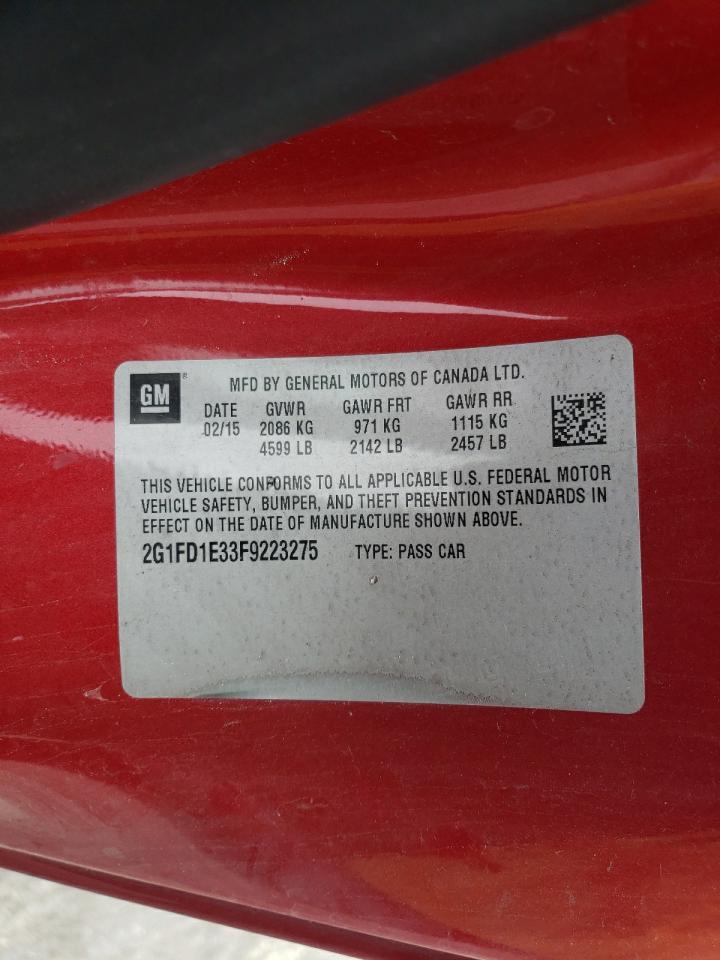 GM ®
MFD BY GENERAL MOTORS OF CANADA LTD.
DATE GVWR GAWR FRT GAWR RR
02/15 2086 KG 971 KG 1115 KG
4599 LB 2142 LB 2457 LB
THIS VEHICLE CONFORMS TO ALL APPLICABLE U.S. FEDERAL MOTOR
VEHICLE SAFETY, BUMPER, AND THEFT PREVENTION STANDARDS IN
EFFECT ON THE DATE OF MANUFACTURE SHOWN ABOVE.
2G1FD1E33F9223275 TYPE: PASS CAR